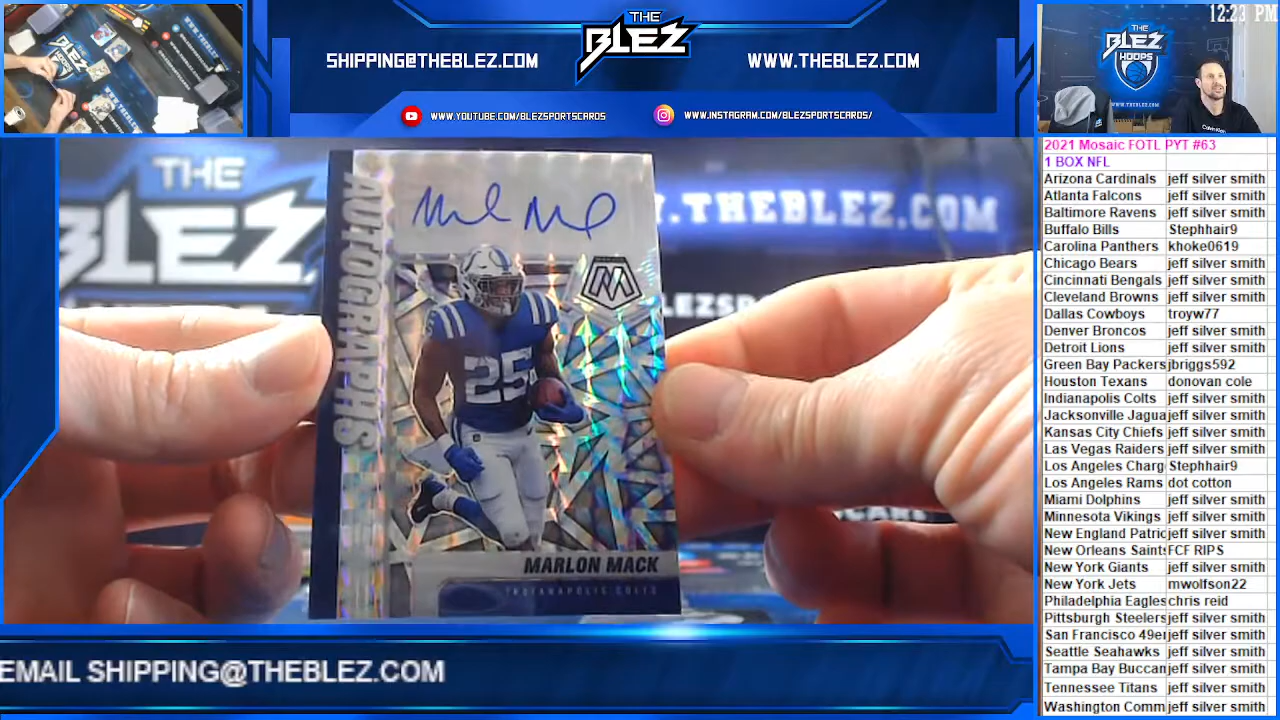 12:23 PM
THE
BLEZ
SHIPPING@THEBLEZ.COM
WWW.THEBLEZ.COM
WWW.YOUTUBE.COM/BLEZSPORTSCARDS
WWW.INSTAGRAM.COM/BLEZSPORTSCARDS/
THE
BLEZ
HOOPS
WWW.THEBLEZ.COM
THE
BLEZ
.THEBLEZ.COM
BLEZSPO
AUTOGRAPHS
M
25
MARLON MACK
INDIANAPOLIS COLTS
EMAIL SHIPPING@THEBLEZ.COM
2021 Mosaic FOTL PYT #63
1 BOX NFL
Arizona Cardinals jeff silver smith
Atlanta Falcons jeff silver smith
Baltimore Ravens jeff silver smith
Buffalo Bills Stephhair9
Carolina Panthers khoke0619
Chicago Bears jeff silver smith
Cincinnati Bengals jeff silver smith
Cleveland Browns jeff silver smith
Dallas Cowboys troyw77
Denver Broncos jeff silver smith
Detroit Lions jeff silver smith
Green Bay Packers jbriggs592
Houston Texans donovan cole
Indianapolis Colts jeff silver smith
Jacksonville Jagua jeff silver smith
Kansas City Chiefs jeff silver smith
Las Vegas Raiders jeff silver smith
Los Angeles Charg Stephhair9
Los Angeles Rams dot cotton
Miami Dolphins jeff silver smith
Minnesota Vikings jeff silver smith
New England Patric jeff silver smith
New Orleans Saints FCF RIPS
New York Giants jeff silver smith
New York Jets mwolfson22
Philadelphia Eagles chris reid
Pittsburgh Steelers jeff silver smith
San Francisco 49er jeff silver smith
Seattle Seahawks jeff silver smith
Tampa Bay Buccan jeff silver smith
Tennessee Titans jeff silver smith
Washington Comm jeff silver smith